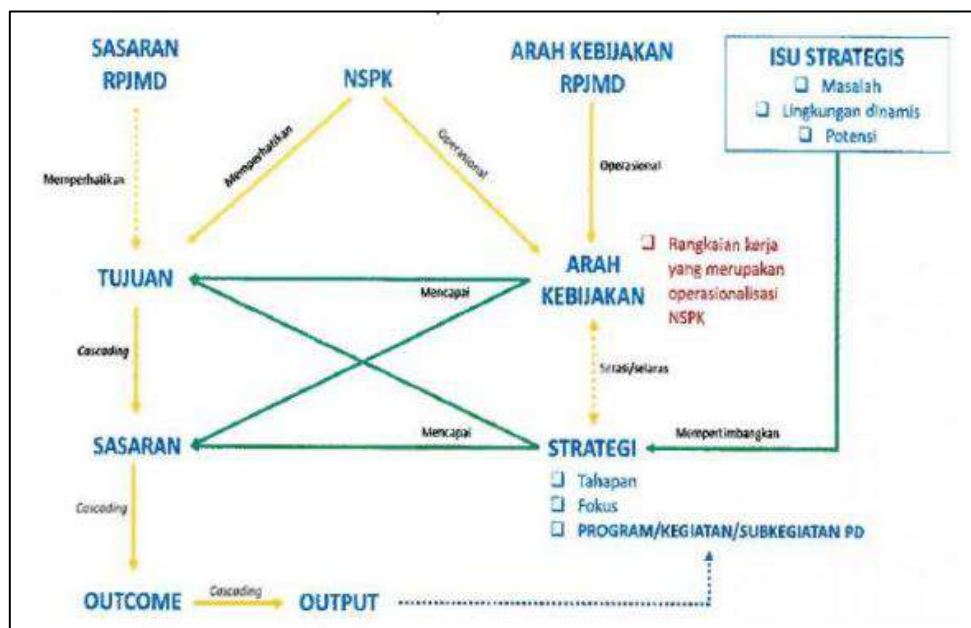 SASARAN
RPJMD
NSPK
ARAH KEBIJAKAN
RPJMD
ISU STRATEGIS
Masalah
Lingkungan dinamis
Potensi
Memperhatikan
Memperhatikan
Operasional
Operasional
TUJUAN
ARAH
KEBIJAKAN
Rangkaian kerja
yang merupakan
operasionalisasi
NSPK
Mencapai
Cascading
Serasi/selaras
SASARAN
Mencapai
STRATEGI
Mempertimbangkan
Tahapan
Fokus
PROGRAM/KEGIATAN/SUBKEGIATAN PD
Cascading
OUTCOME
Cascading
OUTPUT